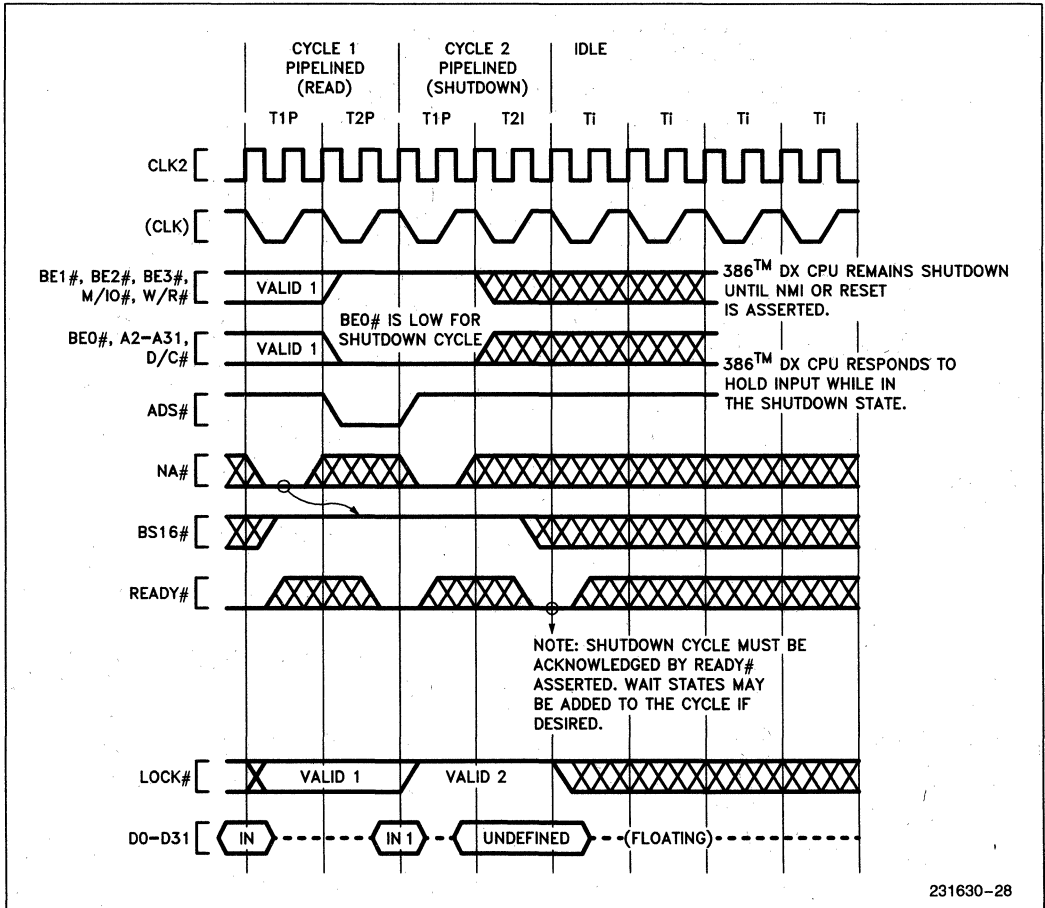 CYCLE 1
PIPELINED
(READ)
CYCLE 2
PIPELINED
(SHUTDOWN)
IDLE
T1P T2P T1P T2I Ti Ti Ti Ti
CLK2
(CLK)
BE1#, BE2#, BE3#,
M/IO#, W/R#
VALID 1
386™ DX CPU REMAINS SHUTDOWN
UNTIL NMI OR RESET
IS ASSERTED.
BE0# IS LOW FOR
SHUTDOWN CYCLE
BE0#, A2-A31,
D/C#
VALID 1
386™ DX CPU RESPONDS TO
HOLD INPUT WHILE IN
THE SHUTDOWN STATE.
ADS#
NA#
BS16#
READY#
NOTE: SHUTDOWN CYCLE MUST BE
ACKNOWLEDGED BY READY#
ASSERTED. WAIT STATES MAY
BE ADDED TO THE CYCLE IF
DESIRED.
LOCK# VALID 1 VALID 2
D0-D31 IN IN 1 UNDEFINED (FLOATING)
231630-28